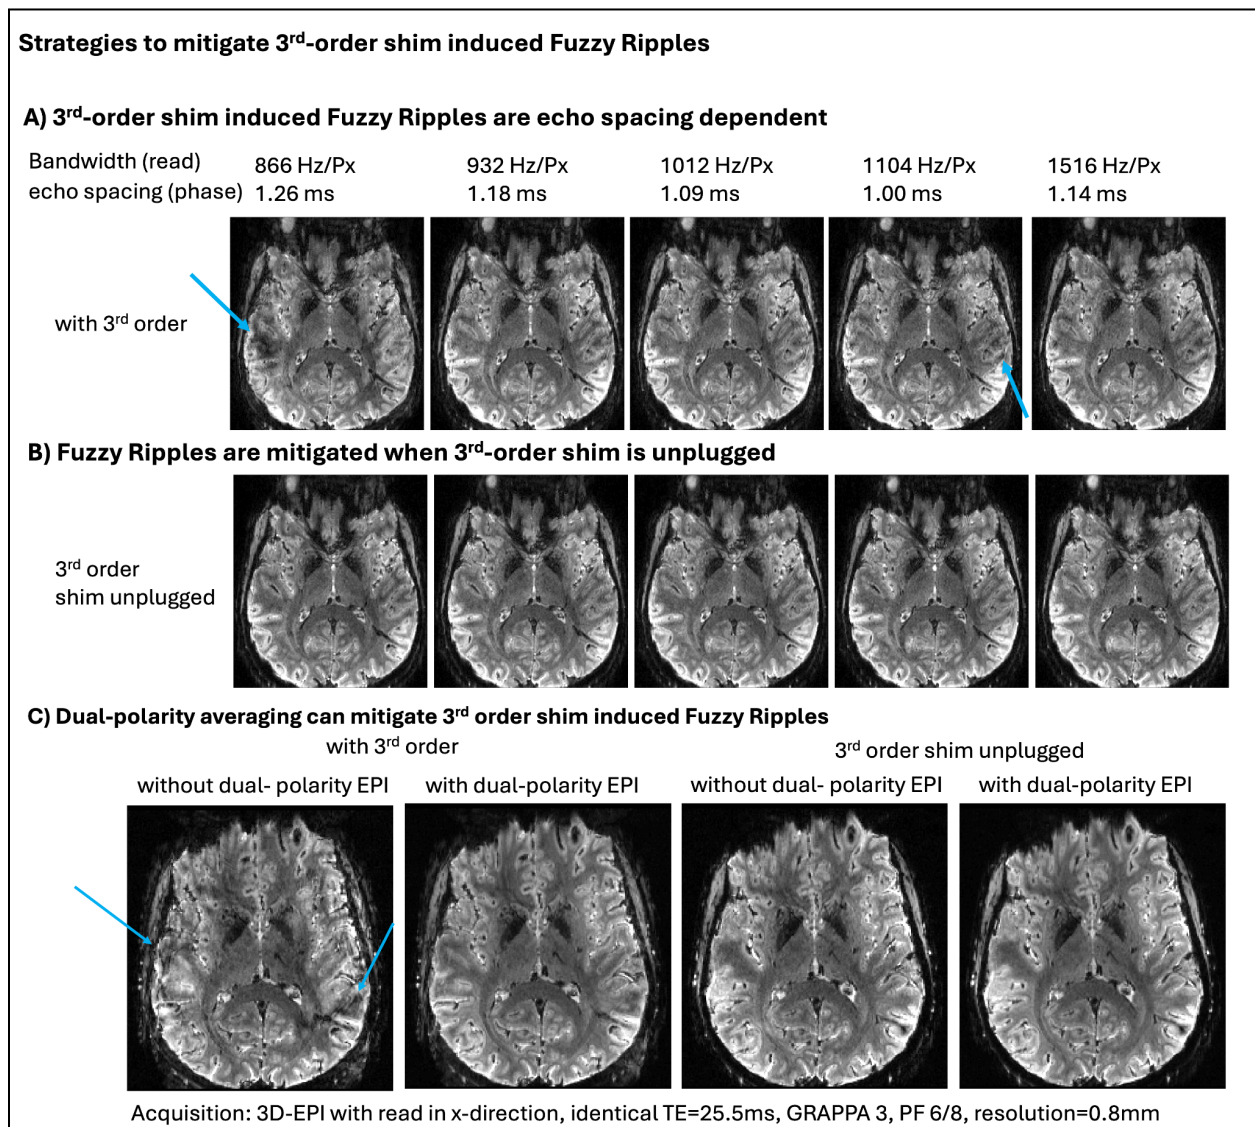 Strategies to mitigate 3rd-order shim induced Fuzzy Ripples
A) 3rd-order shim induced Fuzzy Ripples are echo spacing dependent
Bandwidth (read) 866 Hz/Px 932 Hz/Px 1012 Hz/Px 1104 Hz/Px 1516 Hz/Px
echo spacing (phase) 1.26 ms 1.18 ms 1.09 ms 1.00 ms 1.14 ms
with 3rd order
B) Fuzzy Ripples are mitigated when 3rd-order shim is unplugged
3rd order
shim unplugged
C) Dual-polarity averaging can mitigate 3rd order shim induced Fuzzy Ripples
with 3rd order 3rd order shim unplugged
without dual- polarity EPI with dual-polarity EPI without dual- polarity EPI with dual-polarity EPI
Acquisition: 3D-EPI with read in x-direction, identical TE=25.5ms, GRAPPA 3, PF 6/8, resolution=0.8mm